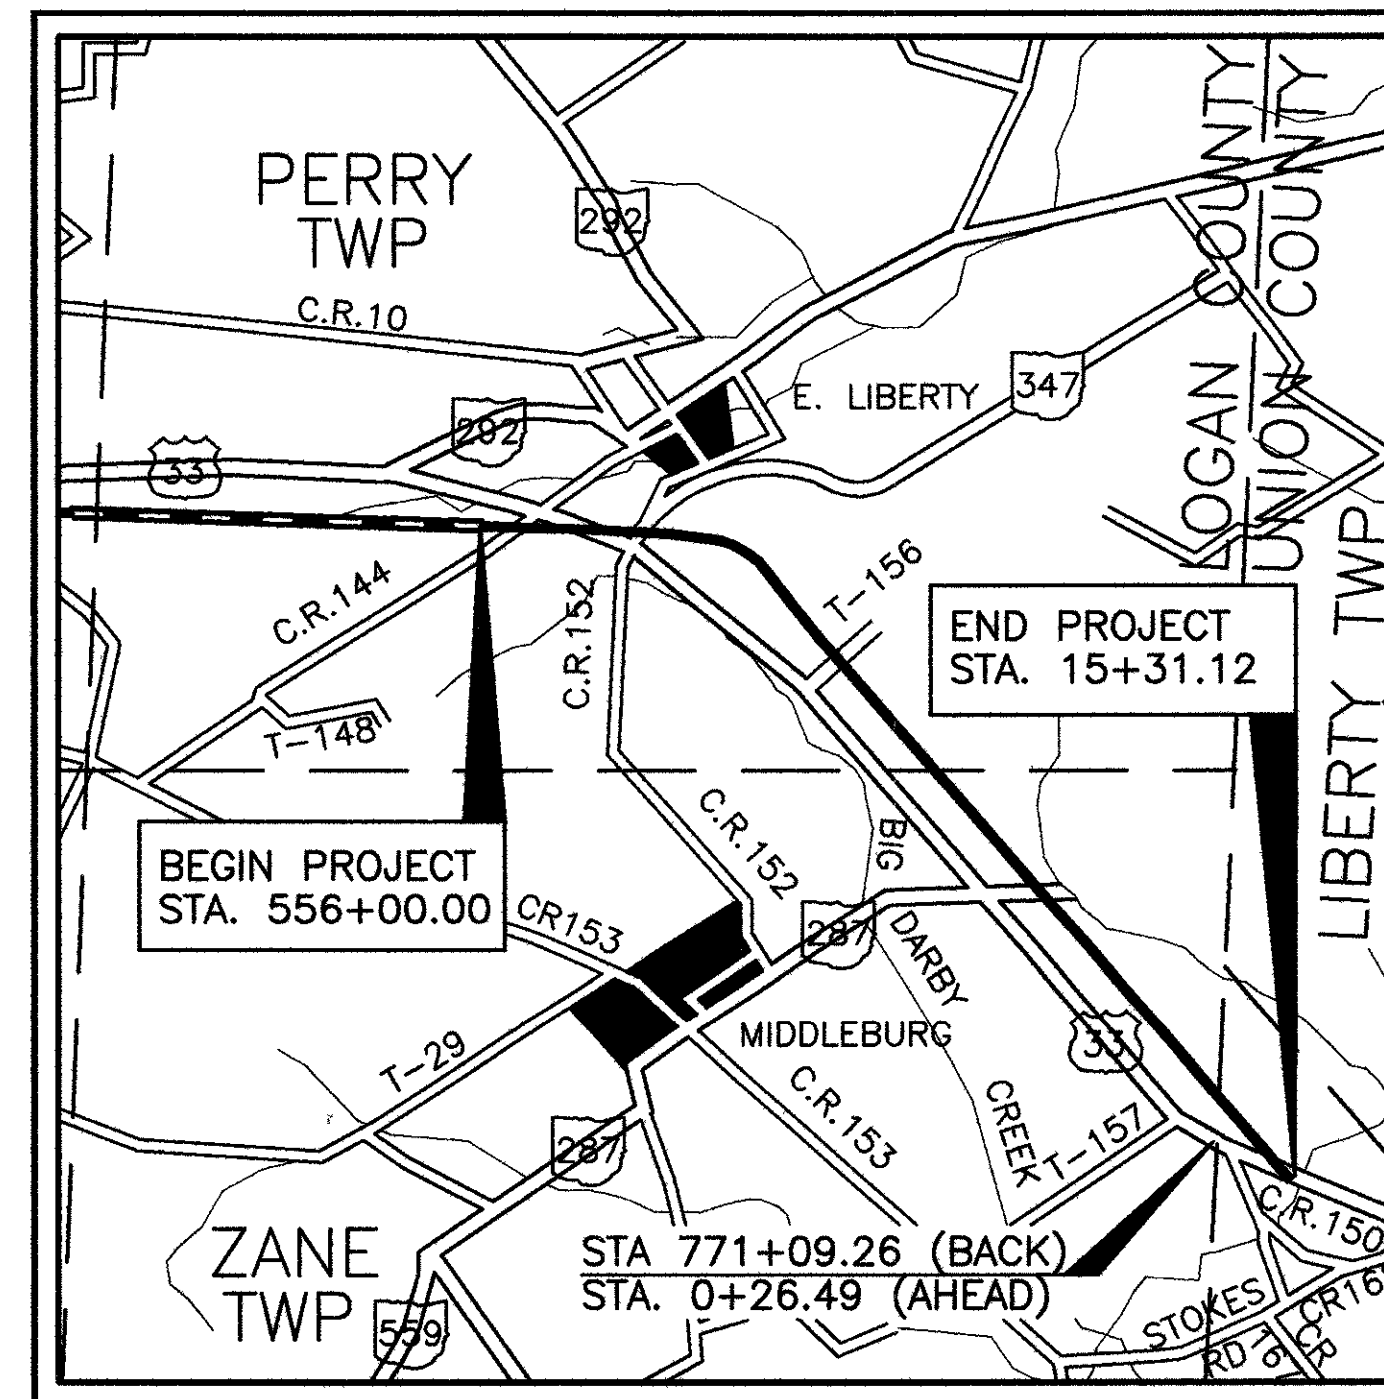 PERRY
TWP
292
C.R.10
LOGAN COUNTY
UNION COUNTY
E. LIBERTY
347
292
33
C.R.144
C.R.152
T-156
END PROJECT
STA. 15+31.12
LIBERTY TWP
T-148
BEGIN PROJECT
STA. 556+00.00
C.R.152
BIG
DARBY
CREEK
CR153
287
MIDDLEBURG
33
T-29
C.R.153
T-157
287
C.R.150
ZANE
TWP
STA 771+09.26 (BACK)
STA. 0+26.49 (AHEAD)
559
STOKES
RD
CR16
CR
167